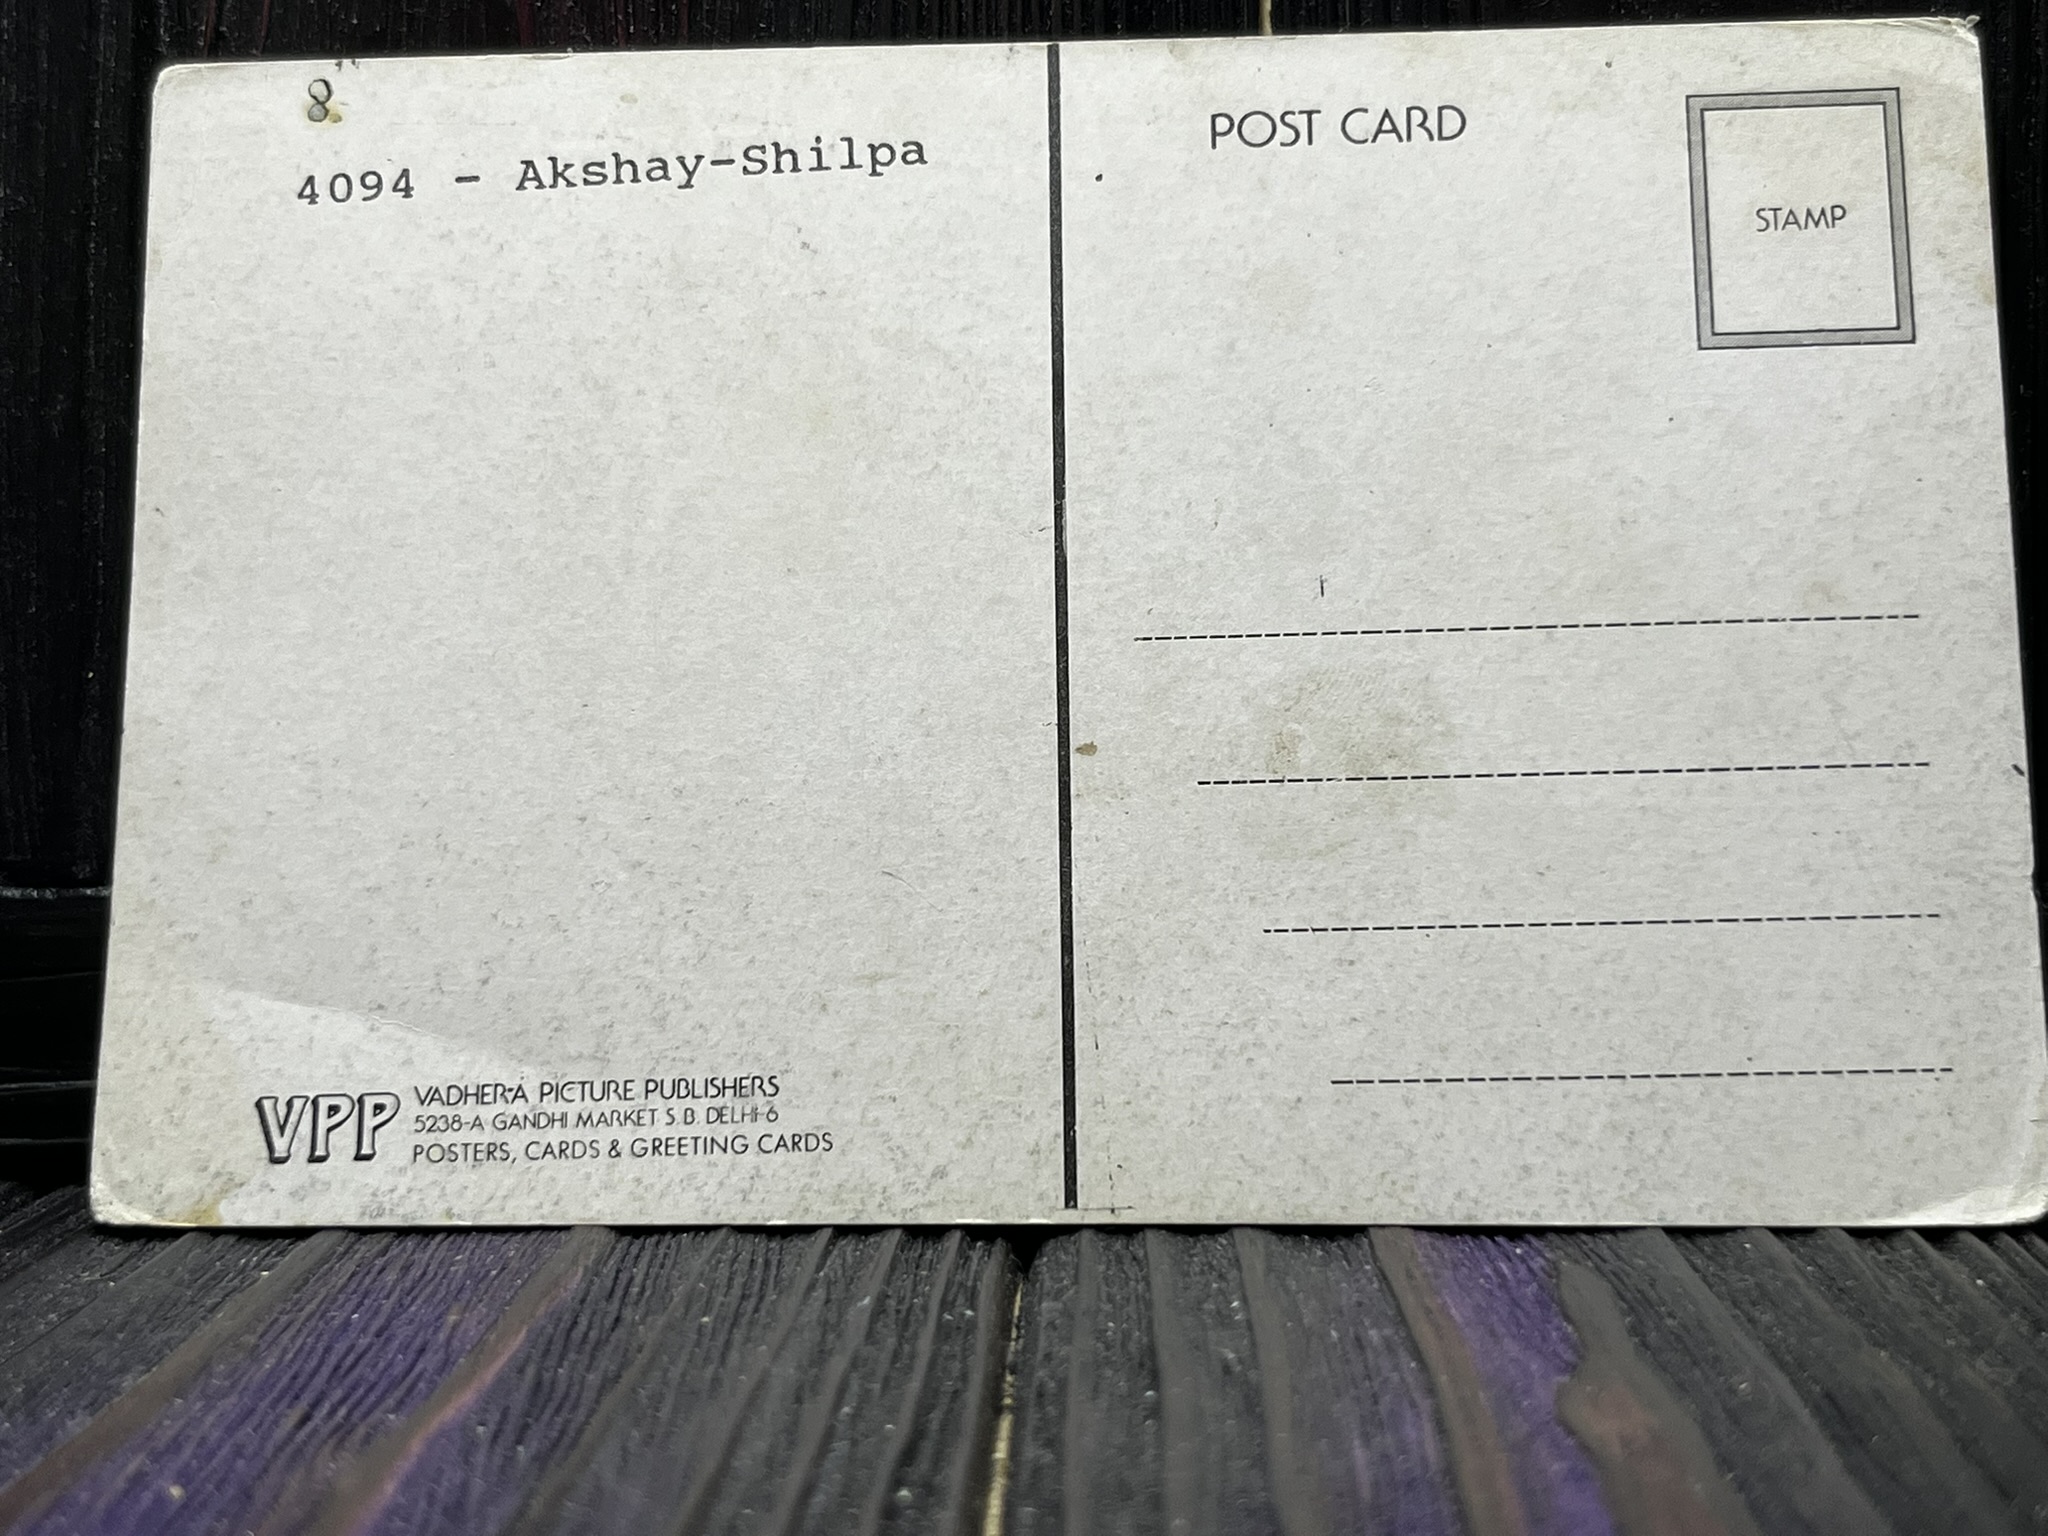 8
4094 - Akshay-Shilpa
POST CARD
STAMP
VPP
VADHERA PICTURE PUBLISHERS
5238-A GANDHI MARKET S.B. DELHI-6
POSTERS, CARDS & GREETING CARDS